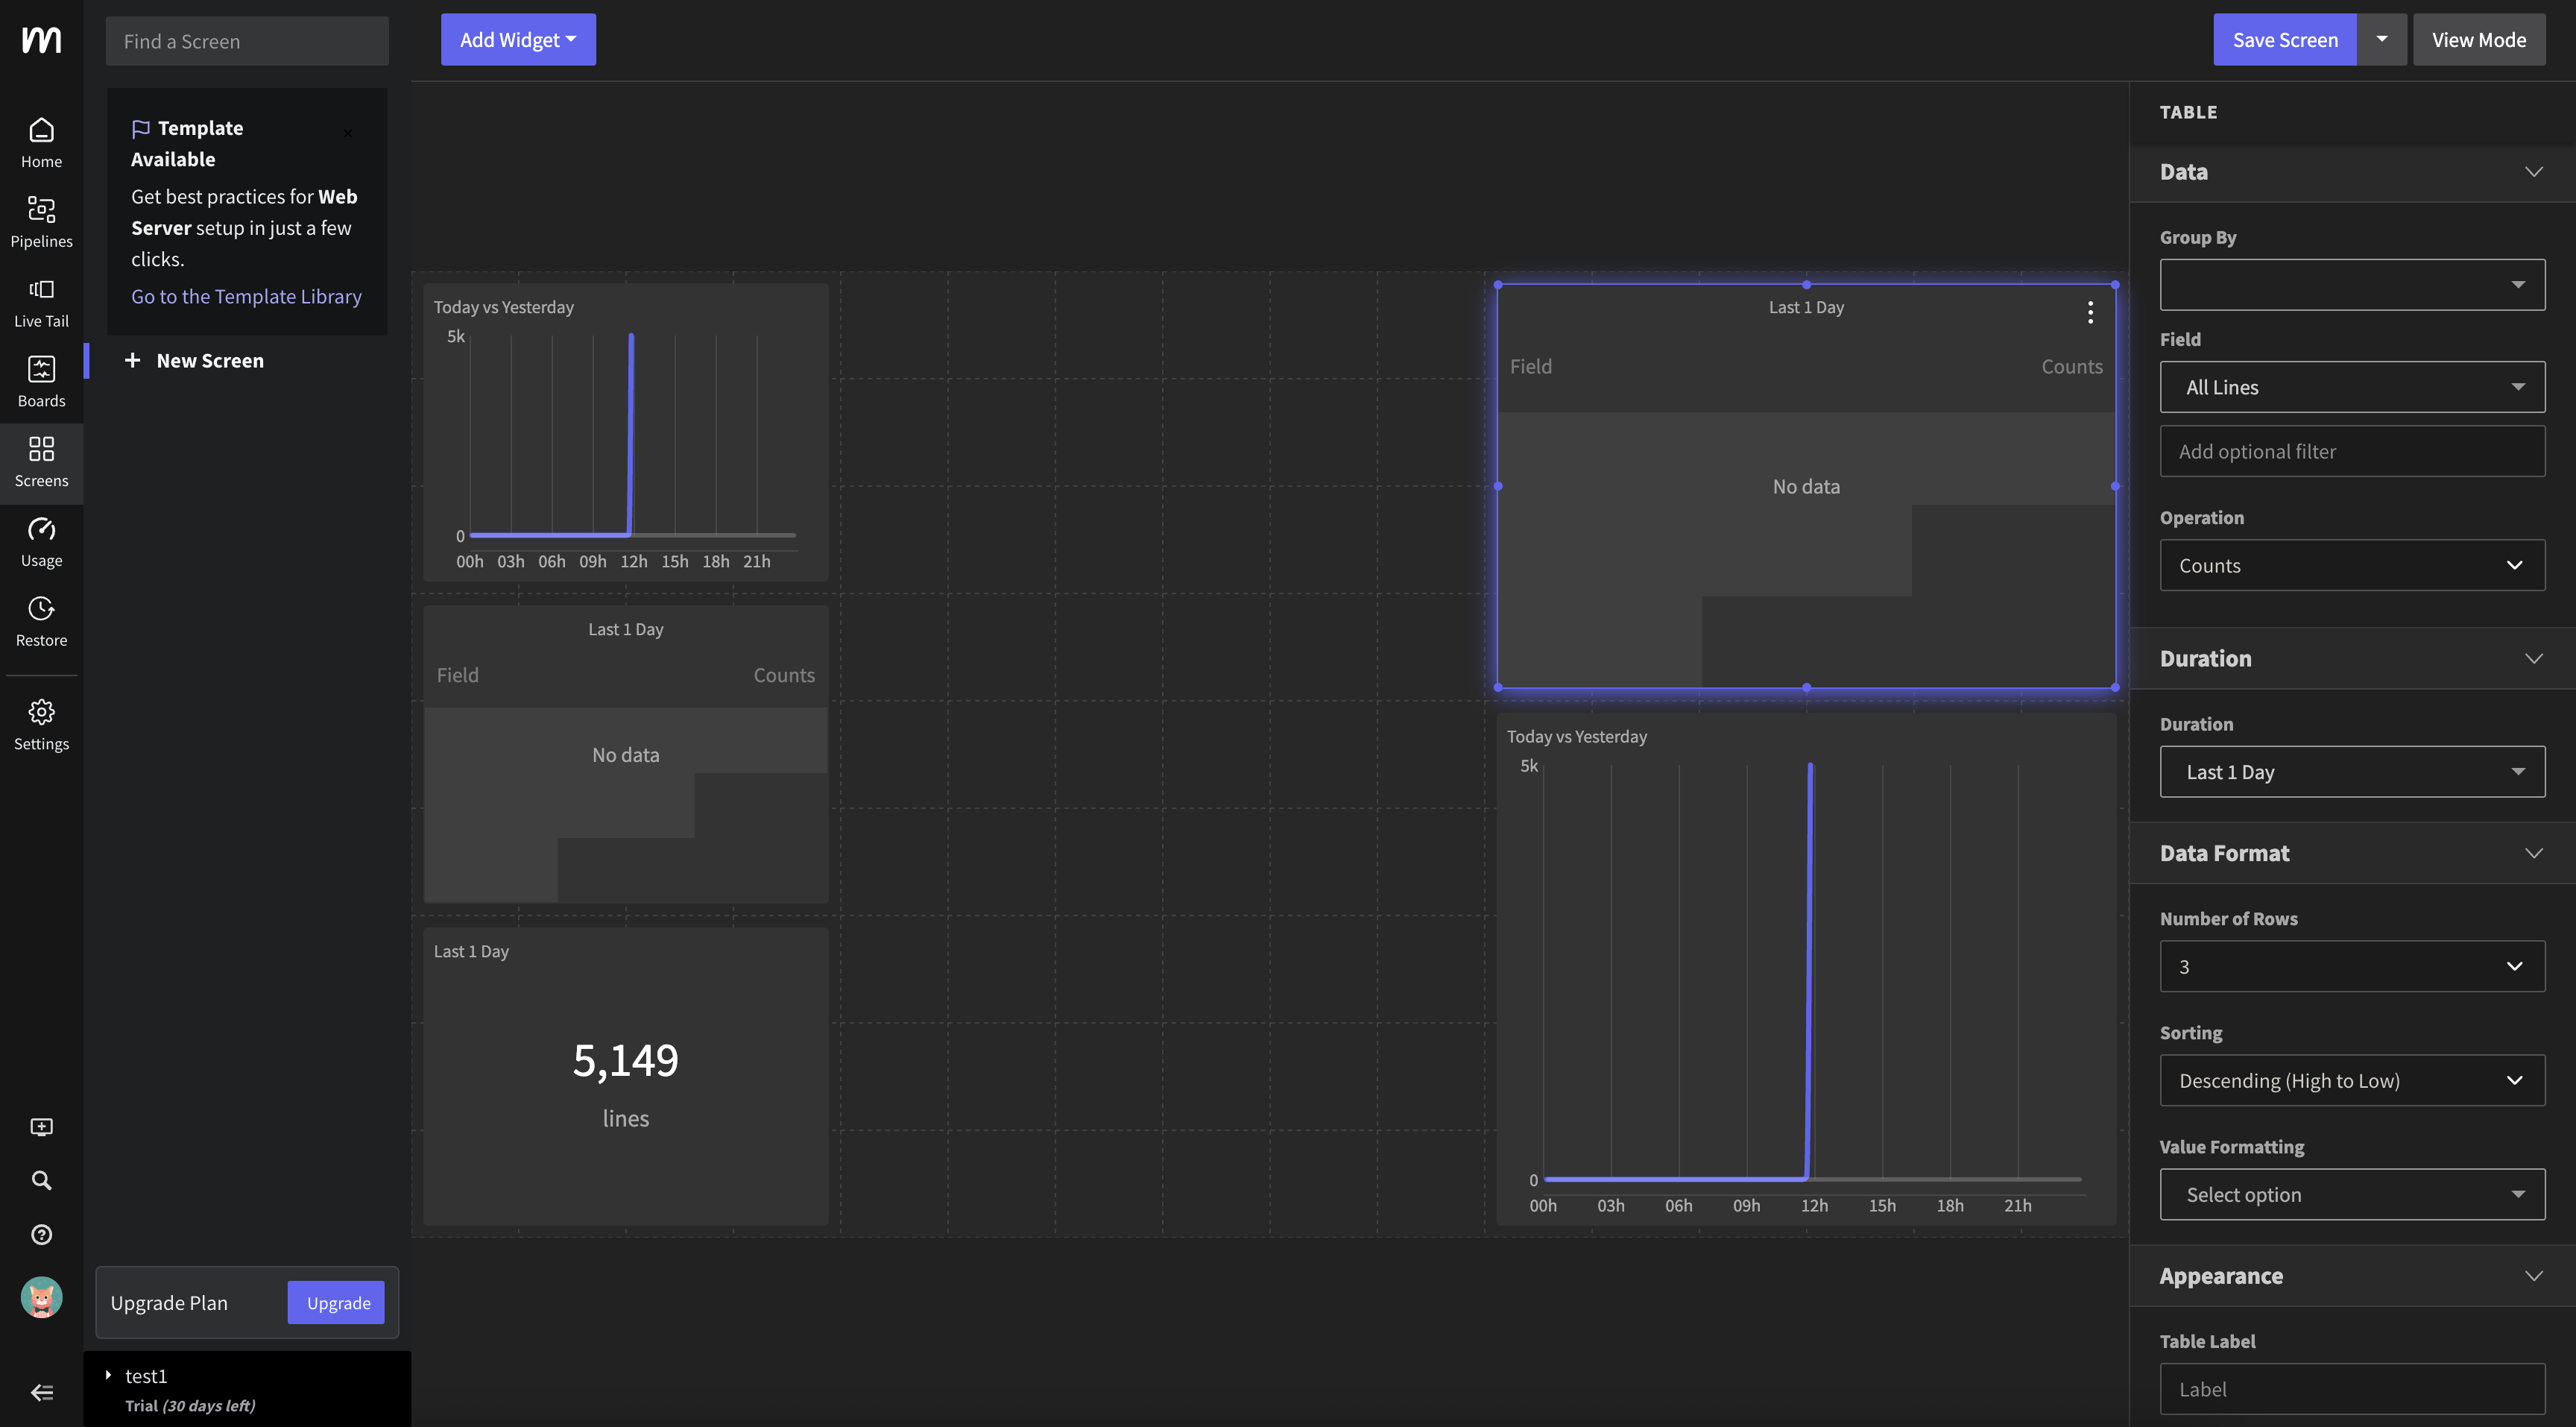 m
Home
Pipelines
Live Tail
Boards
Screens
Usage
Restore
Settings
Find a Screen
Template
Available
Get best practices for Web
Server setup in just a few
clicks.
Go to the Template Library
+ New Screen
Upgrade Plan
Upgrade
test1
Trial (30 days left)
Add Widget
Save Screen
View Mode
Today vs Yesterday
5k
0
00h 03h 06h 09h 12h 15h 18h 21h
Last 1 Day
Field Counts
No data
Last 1 Day
5,149
lines
Last 1 Day
Field Counts
No data
Today vs Yesterday
5k
0
00h 03h 06h 09h 12h 15h 18h 21h
TABLE
Data
Group By
Field
All Lines
Add optional filter
Operation
Counts
Duration
Duration
Last 1 Day
Data Format
Number of Rows
3
Sorting
Descending (High to Low)
Value Formatting
Select option
Appearance
Table Label
Label